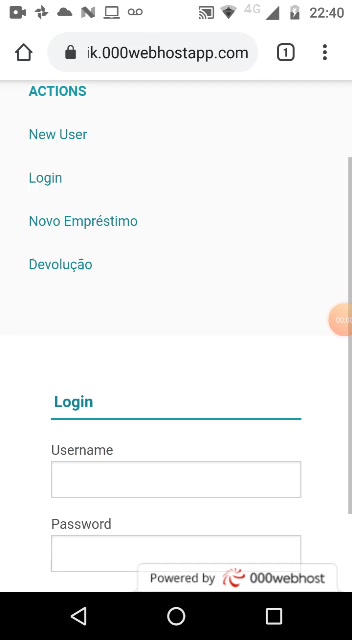 4G 22:40
ik.000webhostapp.com 1
ACTIONS
New User
Login
Novo Empréstimo
Devolução
Login
Username
Password
Powered by 000webhost